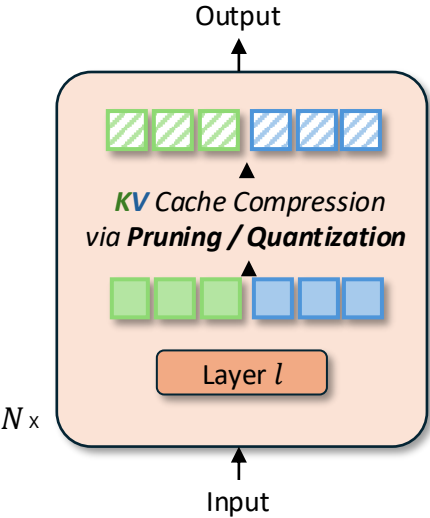 Output
KV Cache Compression
via Pruning / Quantization
Layer l
N x
Input